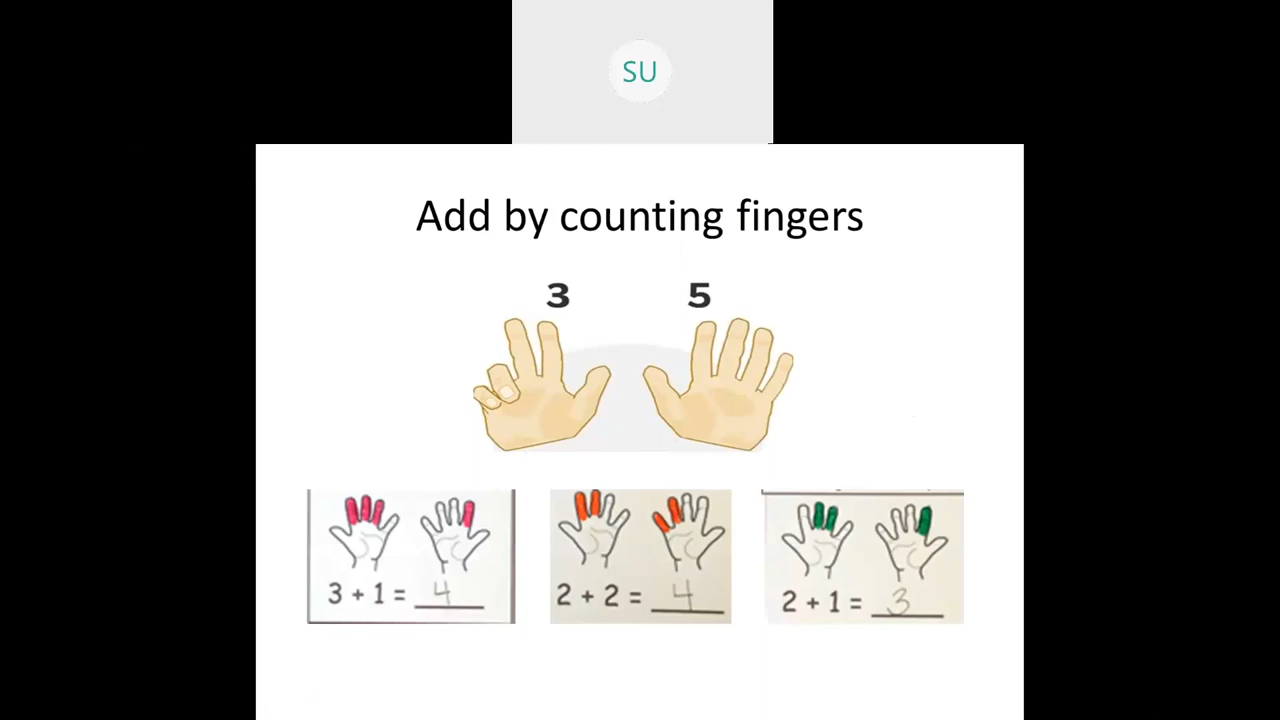 SU
Add by counting fingers
3 5
3 + 1 = 4
2 + 2 = 4
2 + 1 = 3